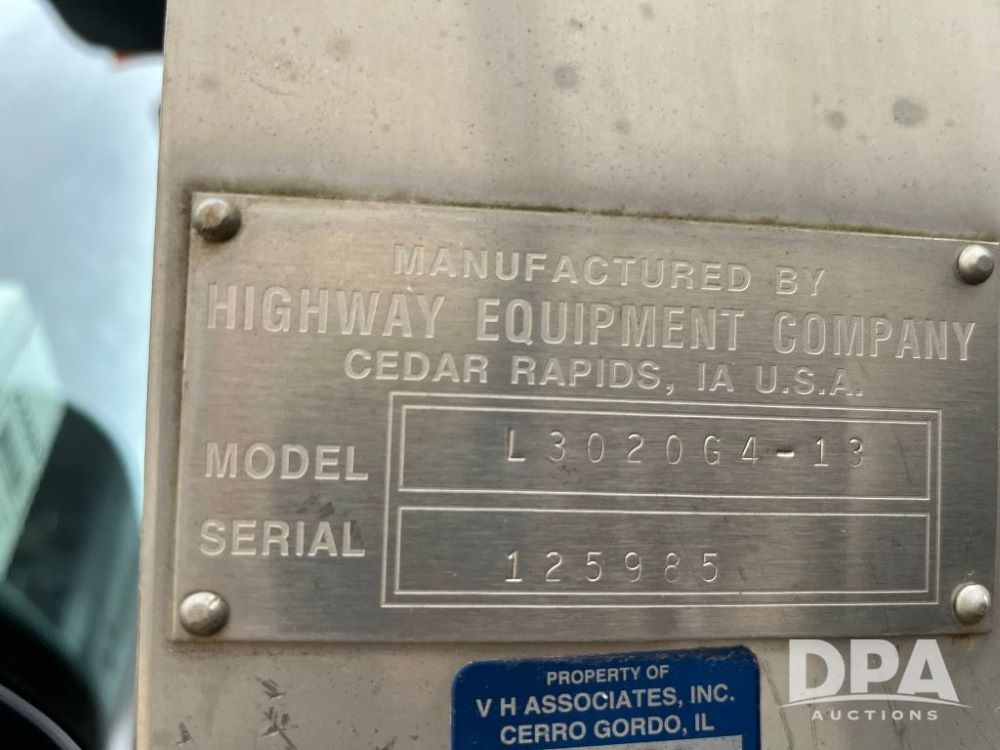 MANUFACTURED BY
HIGHWAY EQUIPMENT COMPANY
CEDAR RAPIDS, IA U.S.A.
MODEL L3020G4-13
SERIAL 125985
PROPERTY OF
V H ASSOCIATES, INC.
CERRO GORDO, IL
DPA
AUCTIONS